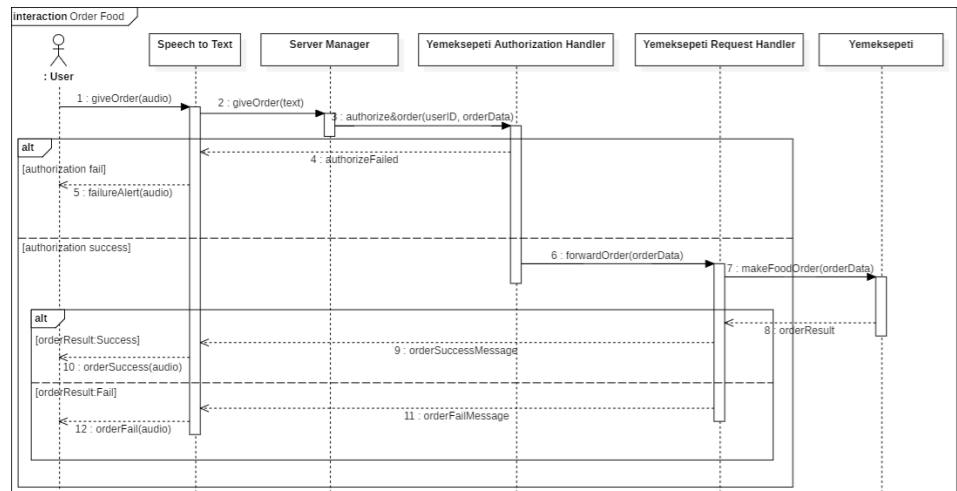 interaction Order Food
: User
Speech to Text
Server Manager
Yemeksepeti Authorization Handler
Yemeksepeti Request Handler
Yemeksepeti
1 : giveOrder(audio)
2 : giveOrder(text)
3 : authorize&order(userID, orderData)
alt
4 : authorizeFailed
[authorization fail]
5 : failureAlert(audio)
[authorization success]
6 : forwardOrder(orderData)
7 : makeFoodOrder(orderData)
alt
8 : orderResult
[orderResult:Success]
9 : orderSuccessMessage
10 : orderSuccess(audio)
[orderResult:Fail]
11 : orderFailMessage
12 : orderFail(audio)